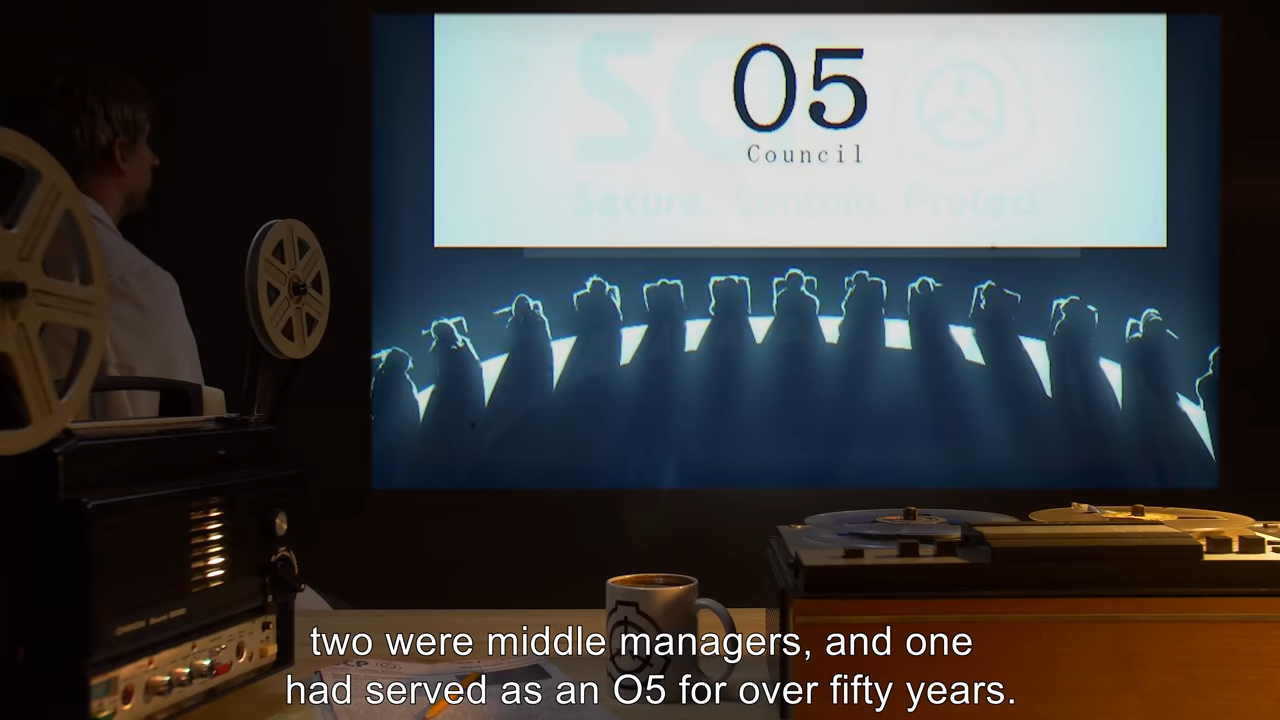 O5
Council
SC
Secure. Contain. Protect
two were middle managers, and one
had served as an O5 for over fifty years.